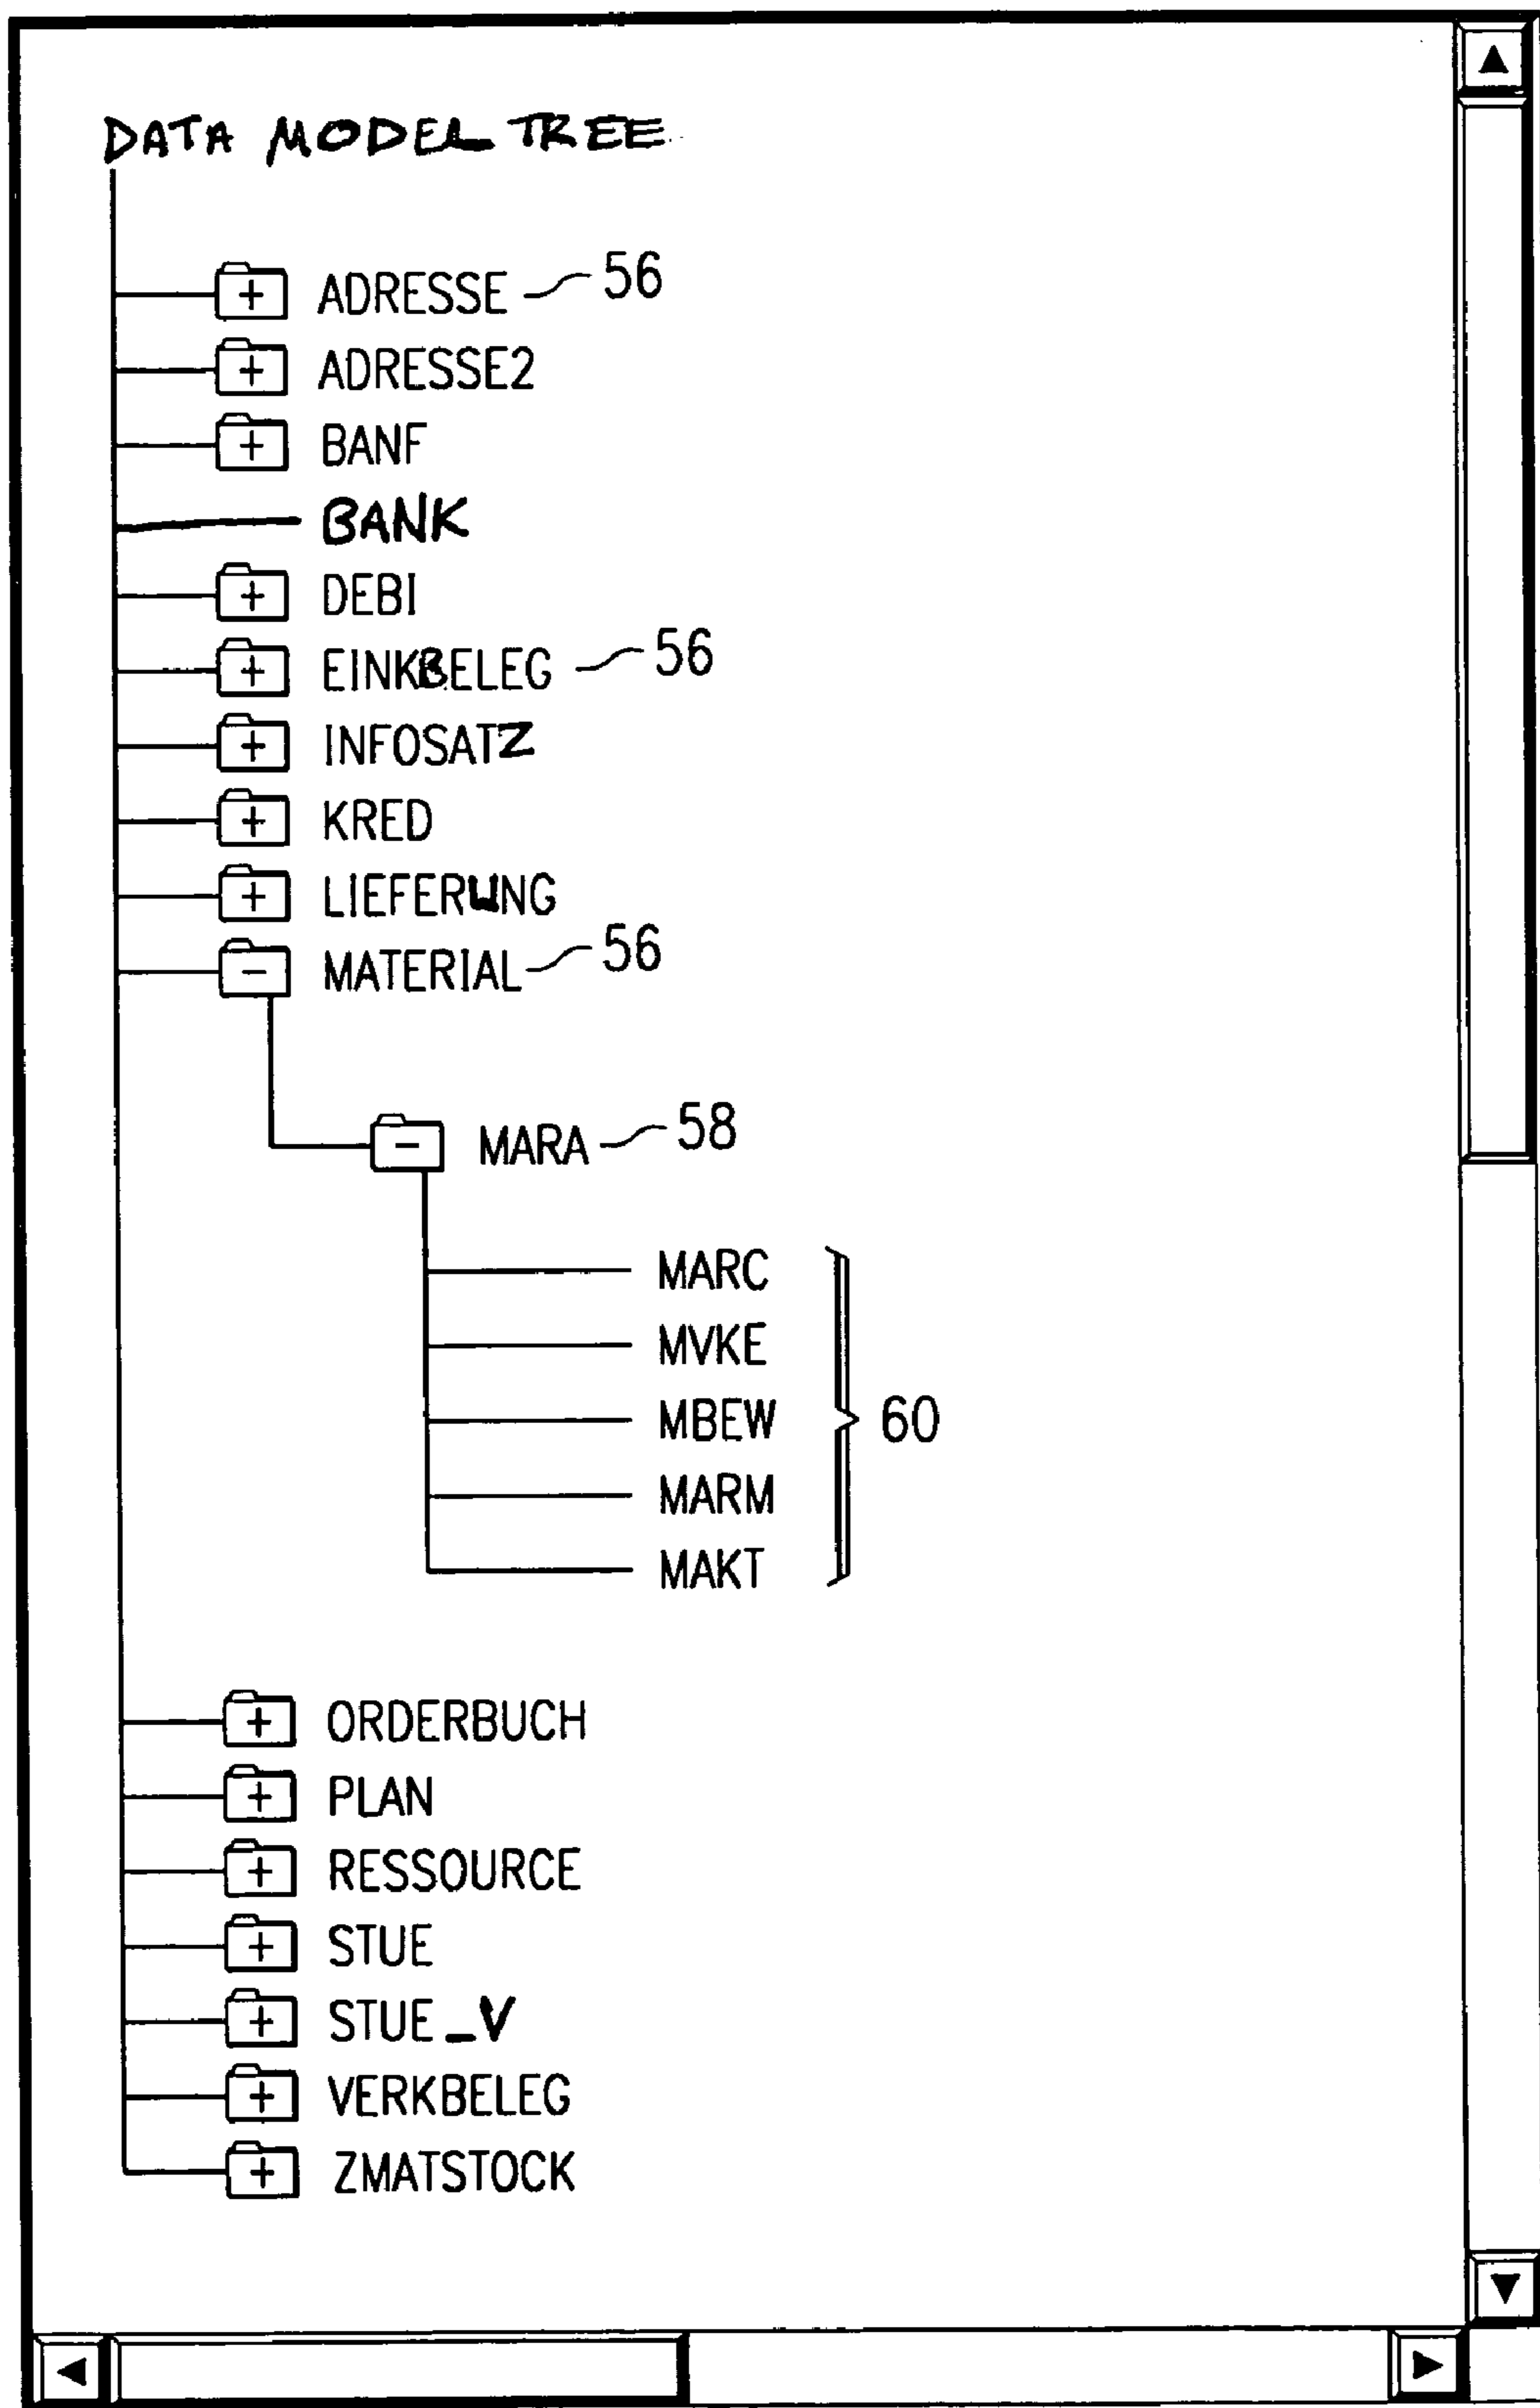 DATA MODEL TREE
+ ADRESSE 56
+ ADRESSE2
+ BANF
BANK
+ DEBI
+ EINKBELEG 56
+ INFOSATZ
+ KRED
+ LIEFERUNG
- MATERIAL 56
- MARA 58
MARC
MVKE
MBEW 60
MARM
MAKT
+ ORDERBUCH
+ PLAN
+ RESSOURCE
+ STUE
+ STUE_V
+ VERKBELEG
+ ZMATSTOCK